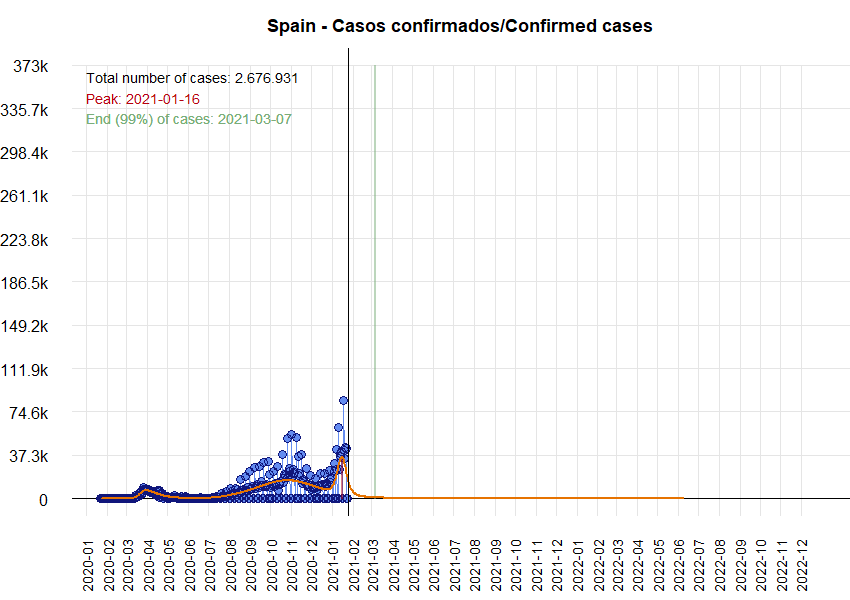 Spain - Casos confirmados/Confirmed cases
373k
Total number of cases: 2.676.931
Peak: 2021-01-16
335.7k
End (99%) of cases: 2021-03-07
298.4k
261.1k
223.8k
186.5k
149.2k
111.9k
74.6k
37.3k
0
2020-01
2020-02
2020-03
2020-04
2020-05
2020-06
2020-07
2020-08
2020-09
2020-10
2020-11
2020-12
2021-01
2021-02
2021-03
2021-04
2021-05
2021-06
2021-07
2021-08
2021-09
2021-10
2021-11
2021-12
2022-01
2022-02
2022-03
2022-04
2022-05
2022-06
2022-07
2022-08
2022-09
2022-10
2022-11
2022-12